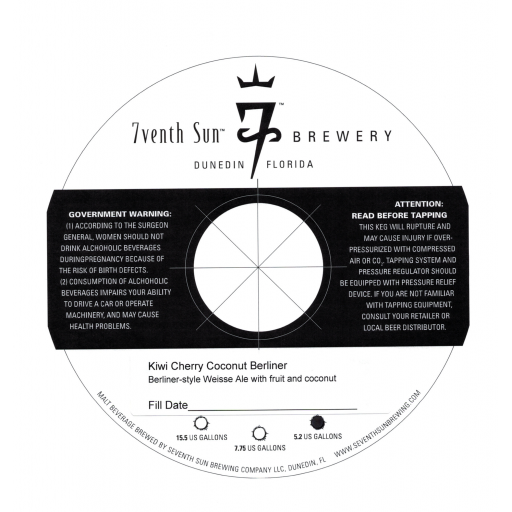 7venth Sun™ 7™ BREWERY
DUNEDIN FLORIDA
GOVERNMENT WARNING:
(1) ACCORDING TO THE SURGEON
GENERAL, WOMEN SHOULD NOT
DRINK ALCHOHOLIC BEVERAGES
DURINGPREGNANCY BECAUSE OF
THE RISK OF BIRTH DEFECTS.
(2) CONSUMPTION OF ALCHOHOLIC
BEVERAGES IMPAIRS YOUR ABILITY
TO DRIVE A CAR OR OPERATE
MACHINERY, AND MAY CAUSE
HEALTH PROBLEMS.
ATTENTION:
READ BEFORE TAPPING
THIS KEG WILL RUPTURE AND
MAY CAUSE INJURY IF OVER-
PRESSURIZED WITH COMPRESSED
AIR OR CO₂. TAPPING SYSTEM AND
PRESSURE REGULATOR SHOULD
BE EQUIPPED WITH PRESSURE RELIEF
DEVICE. IF YOU ARE NOT FAMILIAR
WITH TAPPING EQUIPMENT,
CONSULT YOUR RETAILER OR
LOCAL BEER DISTRIBUTOR.
Kiwi Cherry Coconut Berliner
Berliner-style Weisse Ale with fruit and coconut
Fill Date
15.5 US GALLONS
7.75 US GALLONS
5.2 US GALLONS
MALT BEVERAGE BREWED BY SEVENTH SUN BREWING COMPANY LLC, DUNEDIN, FL
WWW.SEVENTHSUNBREWING.COM